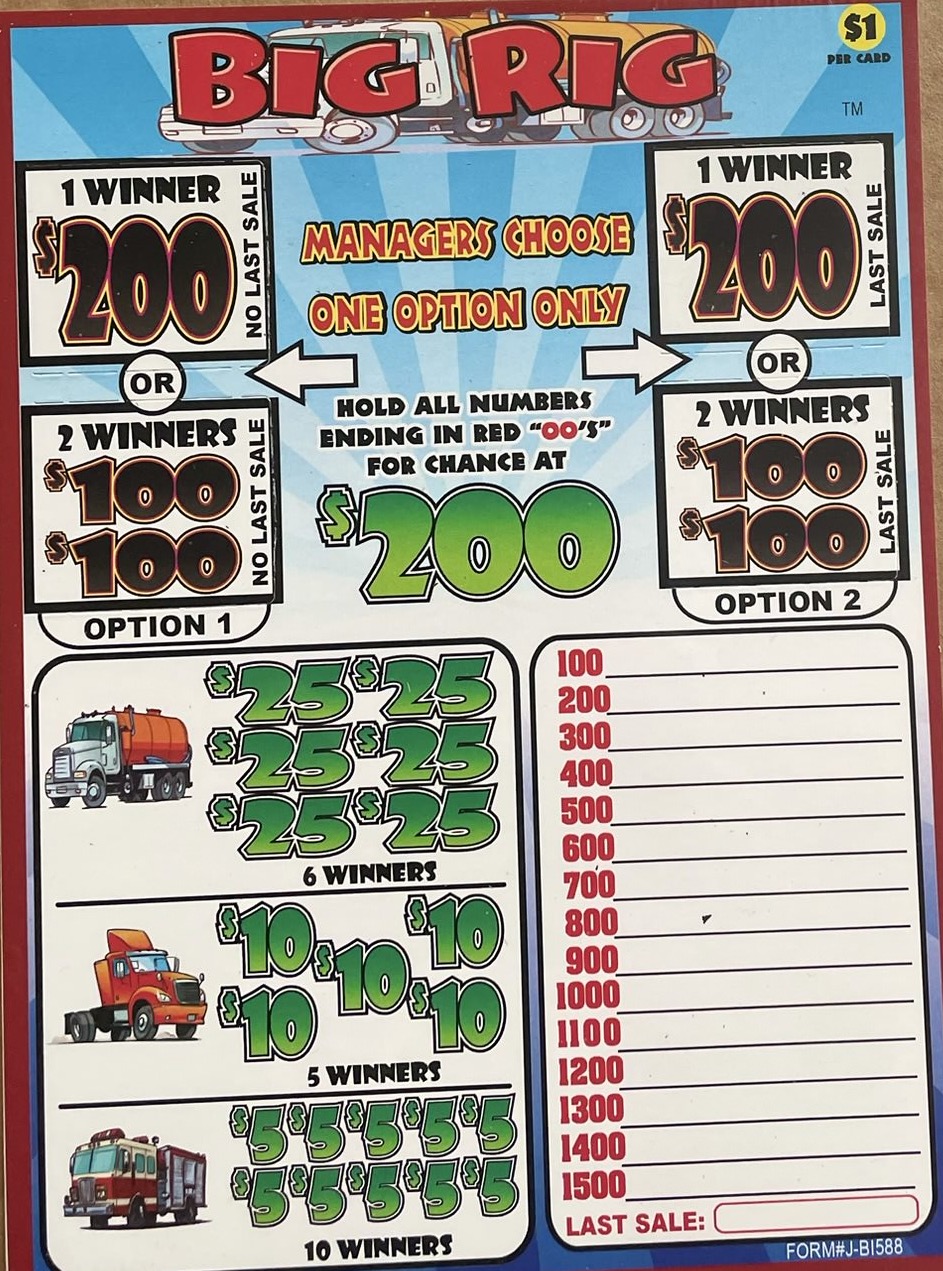 BIG RIG
$1
PER CARD
TM
1 WINNER
$200
NO LAST SALE
OR
2 WINNERS
$100
$100
NO LAST SALE
OPTION 1
MANAGERS CHOOSE
ONE OPTION ONLY
HOLD ALL NUMBERS
ENDING IN RED "00'S"
FOR CHANCE AT
$200
1 WINNER
$200
LAST SALE
OR
2 WINNERS
$100
$100
LAST SALE
OPTION 2
$25 $25
$25 $25
$25 $25
6 WINNERS
$10 $10
$10
$10 $10
5 WINNERS
$5 $5 $5 $5 $5
$5 $5 $5 $5 $5
10 WINNERS
100
200
300
400
500
600
700
800
900
1000
1100
1200
1300
1400
1500
LAST SALE:
FORM#J-BI588